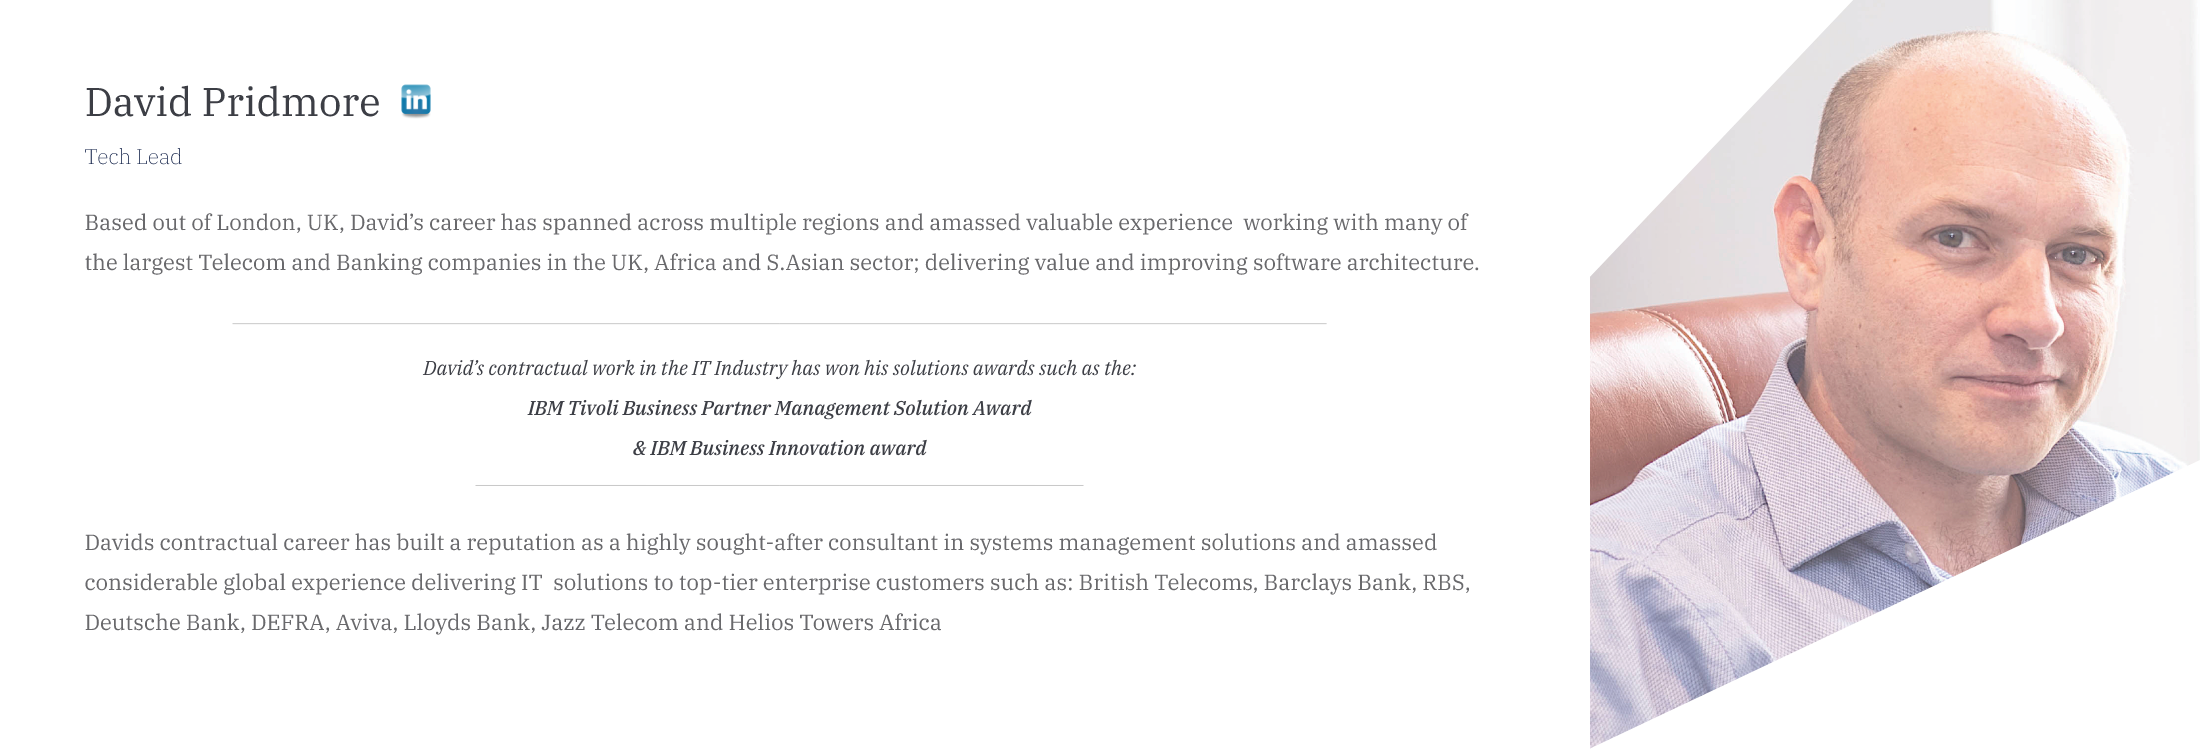 David Pridmore in
Tech Lead
Based out of London, UK, David’s career has spanned across multiple regions and amassed valuable experience  working with many of
the largest Telecom and Banking companies in the UK, Africa and S.Asian sector; delivering value and improving software architecture.
David’s contractual work in the IT Industry has won his solutions awards such as the:
IBM Tivoli Business Partner Management Solution Award
& IBM Business Innovation award
Davids contractual career has built a reputation as a highly sought-after consultant in systems management solutions and amassed
considerable global experience delivering IT  solutions to top-tier enterprise customers such as: British Telecoms, Barclays Bank, RBS,
Deutsche Bank, DEFRA, Aviva, Lloyds Bank, Jazz Telecom and Helios Towers Africa